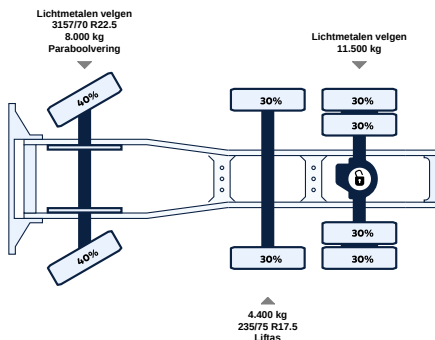 Lichtmetalen velgen
3157/70 R22.5
8.000 kg
Paraboolvering
Lichtmetalen velgen
11.500 kg
40%
30%
30%
30%
30%
40%
30%
30%
4.400 kg
235/75 R17.5
Liftas